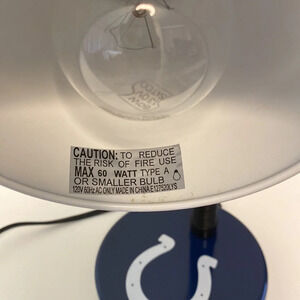 CAUTION: TO REDUCE
THE RISK OF FIRE USE
MAX 60 WATT TYPE A
OR SMALLER BULB
120V 60Hz AC ONLY MADE IN CHINA E127520LYS